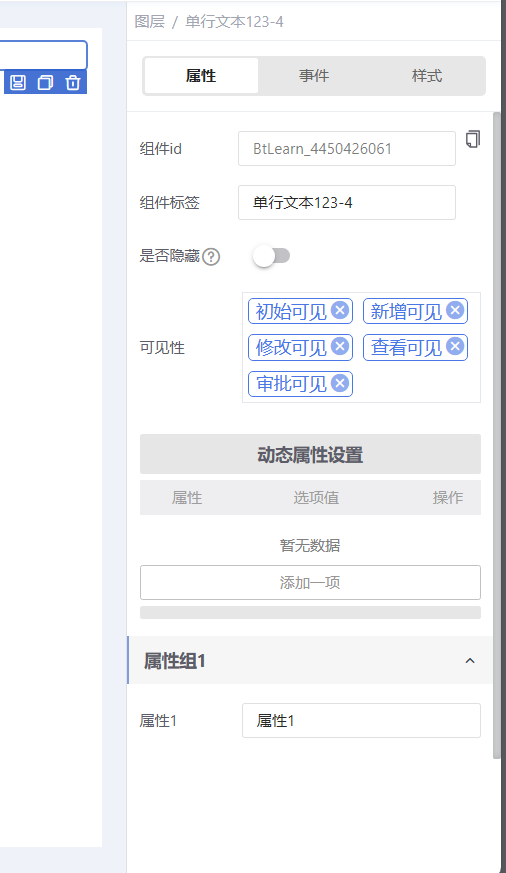 图层 / 单行文本123-4
属性 事件 样式
组件id BtLearn_4450426061
组件标签 单行文本123-4
是否隐藏 ?
初始可见 新增可见
可见性 修改可见 查看可见
审批可见
动态属性设置
属性 选项值 操作
暂无数据
添加一项
属性组1
属性1 属性1